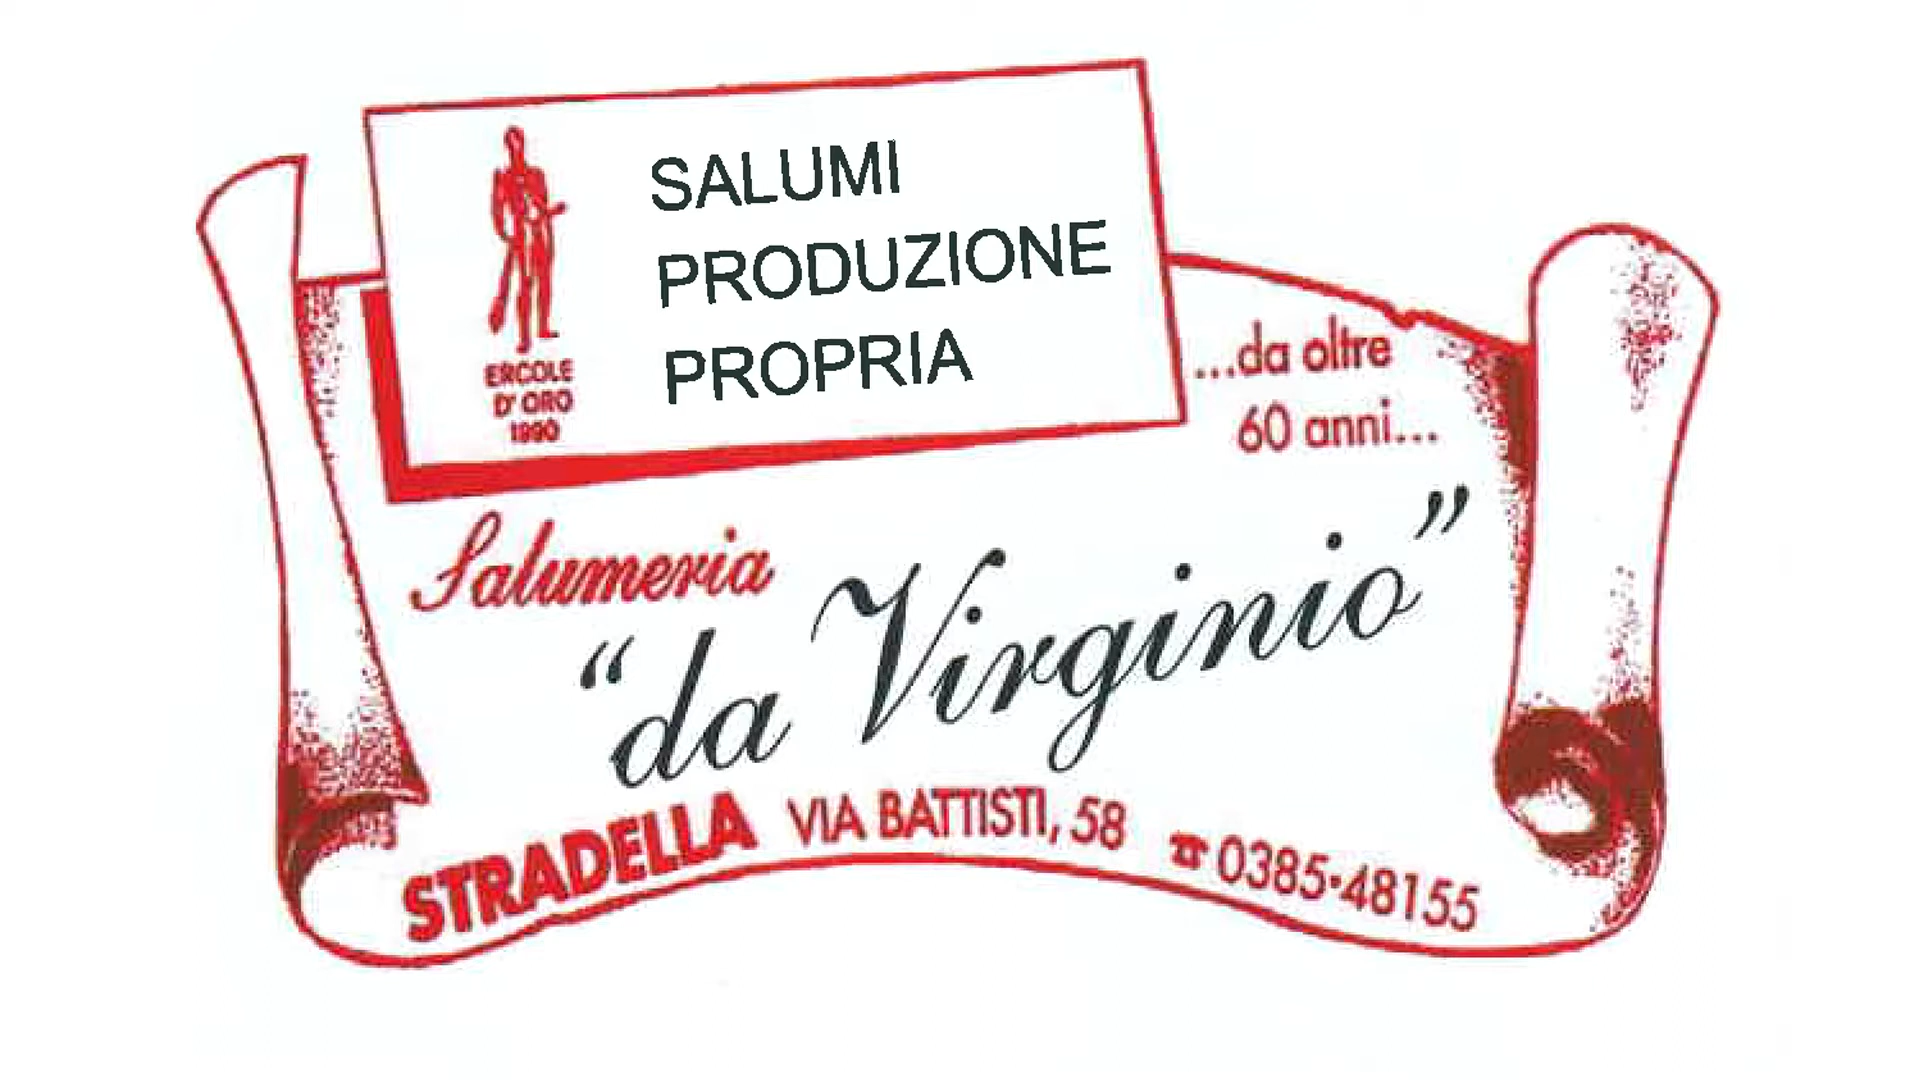 SALUMI
PRODUZIONE
PROPRIA
ERCOLE
D'ORO
1990
...da oltre
60 anni...
Salumeria
“da Virginio”
STRADELLA VIA BATTISTI, 58 ☎ 0385·48155